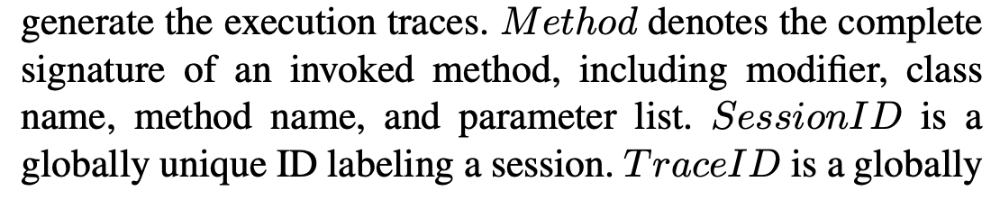 generate the execution traces. Method denotes the complete
signature of an invoked method, including modifier, class
name, method name, and parameter list. SessionID is a
globally unique ID labeling a session. TraceID is a globally